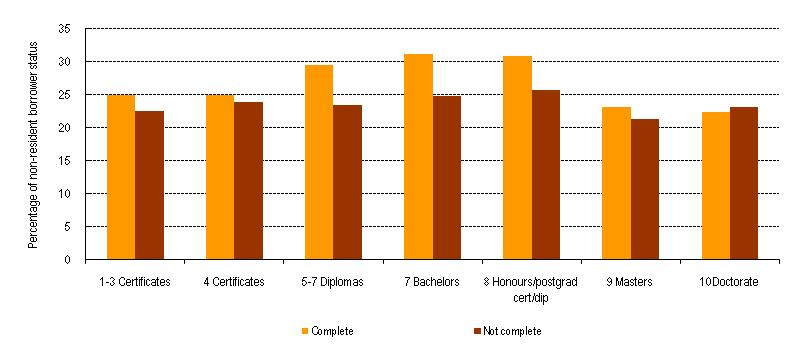 Percentage of non-resident borrower status
35
30
25
20
15
10
5
0
1-3 Certificates
4 Certificates
5-7 Diplomas
7 Bachelors
8 Honours/postgrad
cert/dip
9 Masters
10Doctorate
Complete
Not complete